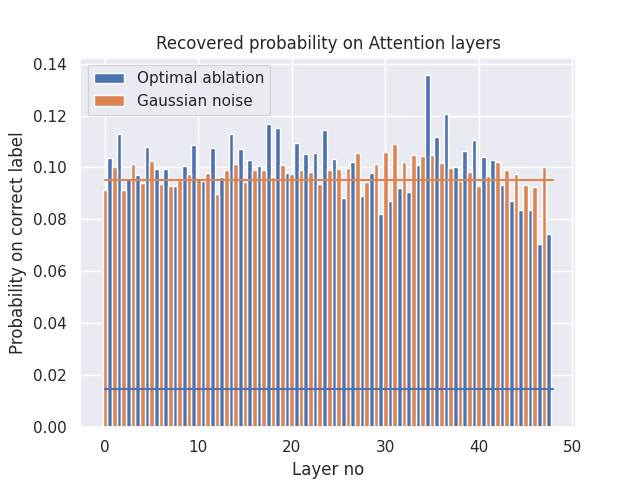 Recovered probability on Attention layers
Optimal ablation
Gaussian noise
Probability on correct label
0.14
0.12
0.10
0.08
0.06
0.04
0.02
0.00
0 10 20 30 40 50
Layer no